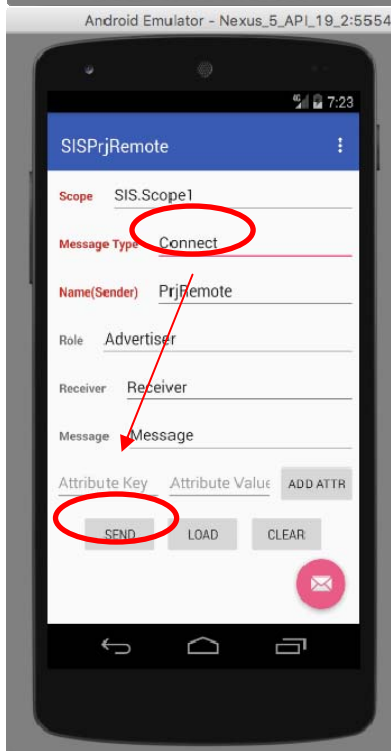 Android Emulator - Nexus_5_API_19_2:5554
7:23
SISPrjRemote
Scope SIS.Scope1
Message Type Connect
Name(Sender) PrjRemote
Role Advertiser
Receiver Receiver
Message Message
Attribute Key Attribute Value ADD ATTR
SEND LOAD CLEAR